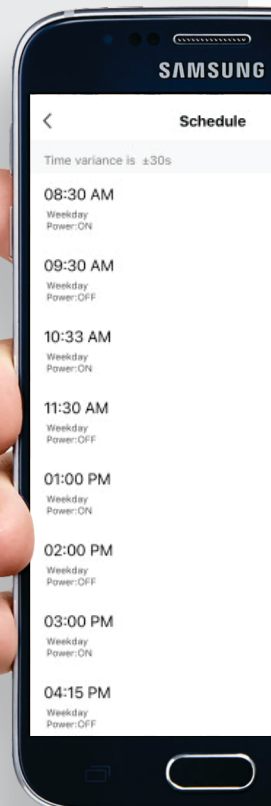 SAMSUNG
Schedule
Time variance is ±30s
08:30 AM
Weekday
Power:ON
09:30 AM
Weekday
Power:OFF
10:33 AM
Weekday
Power:ON
11:30 AM
Weekday
Power:OFF
01:00 PM
Weekday
Power:ON
02:00 PM
Weekday
Power:OFF
03:00 PM
Weekday
Power:ON
04:15 PM
Weekday
Power:OFF